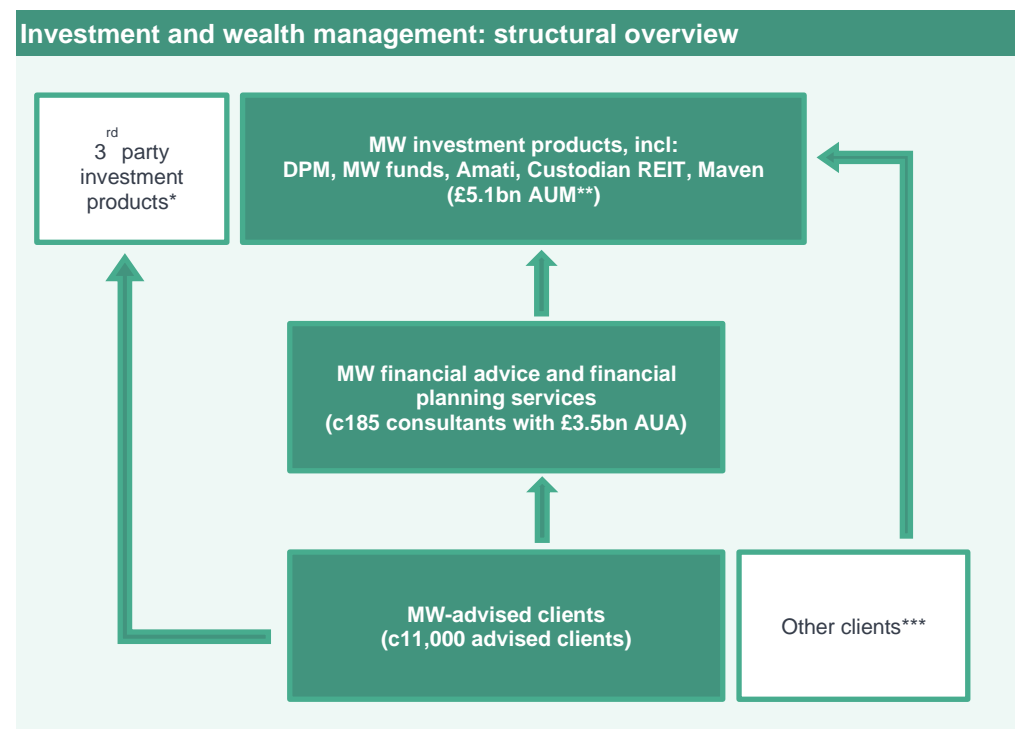 Investment and wealth management: structural overview
3rd party
investment
products*
MW investment products, incl:
DPM, MW funds, Amati, Custodian REIT, Maven
(£5.1bn AUM**)
MW financial advice and financial
planning services
(c185 consultants with £3.5bn AUA)
MW-advised clients
(c11,000 advised clients)
Other clients***